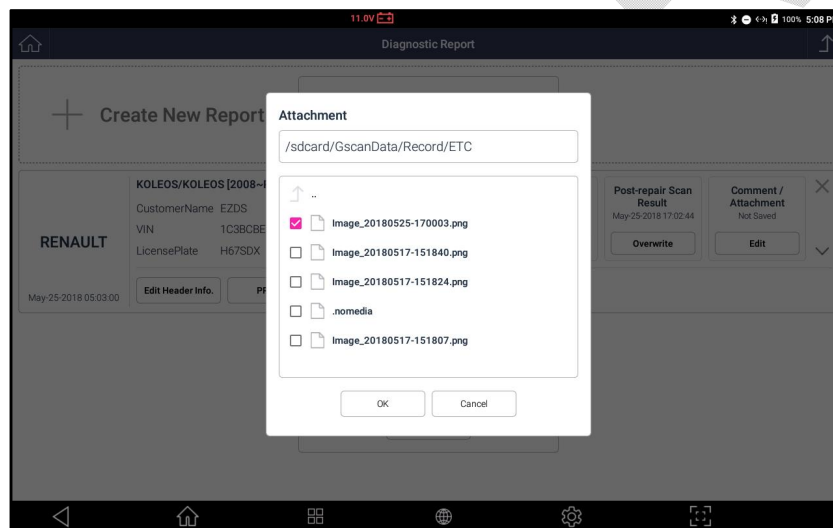 11.0V
100% 5:08 P
Diagnostic Report
Create New Report
Attachment
/sdcard/GscanData/Record/ETC
..
Image_20180525-170003.png
Image_20180517-151840.png
Image_20180517-151824.png
.nomedia
Image_20180517-151807.png
OK
Cancel
RENAULT
May-25-2018 05:03:00
KOLEOS/KOLEOS [2008~
CustomerName EZDS
VIN 1C3BCBE
LicensePlate H67SDX
Edit Header Info.
Post-repair Scan
Result
May-25-2018 17:02:44
Overwrite
Comment /
Attachment
Not Saved
Edit